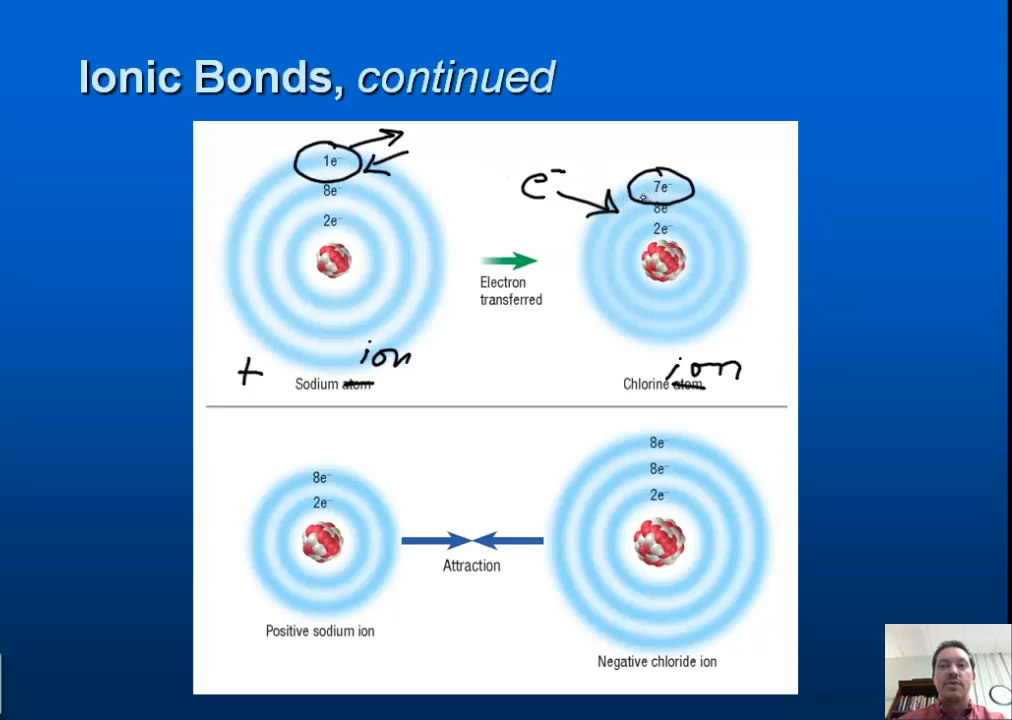 Ionic Bonds, continued
1e⁻
8e⁻
2e⁻
e⁻
7e⁻
8e⁻
2e⁻
Electron
transferred
+
ion
Sodium atom
ion
Chlorine atom
8e⁻
2e⁻
8e⁻
8e⁻
2e⁻
Attraction
Positive sodium ion
Negative chloride ion